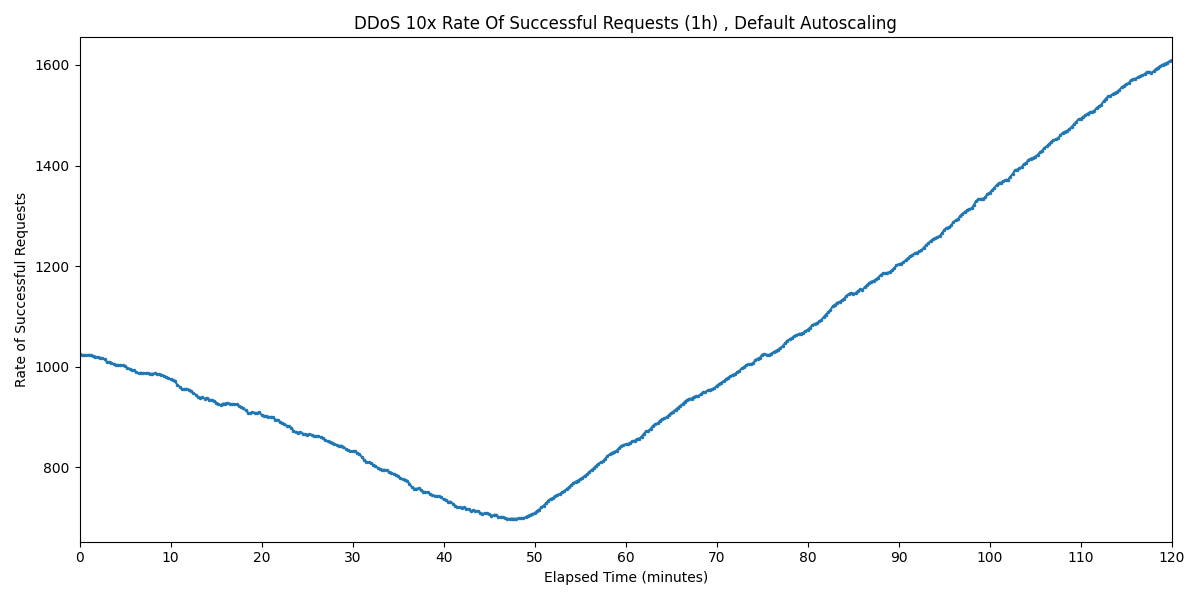 DDoS 10x Rate Of Successful Requests (1h) , Default Autoscaling
Rate of Successful Requests
1600
1400
1200
1000
800
0 10 20 30 40 50 60 70 80 90 100 110 120
Elapsed Time (minutes)